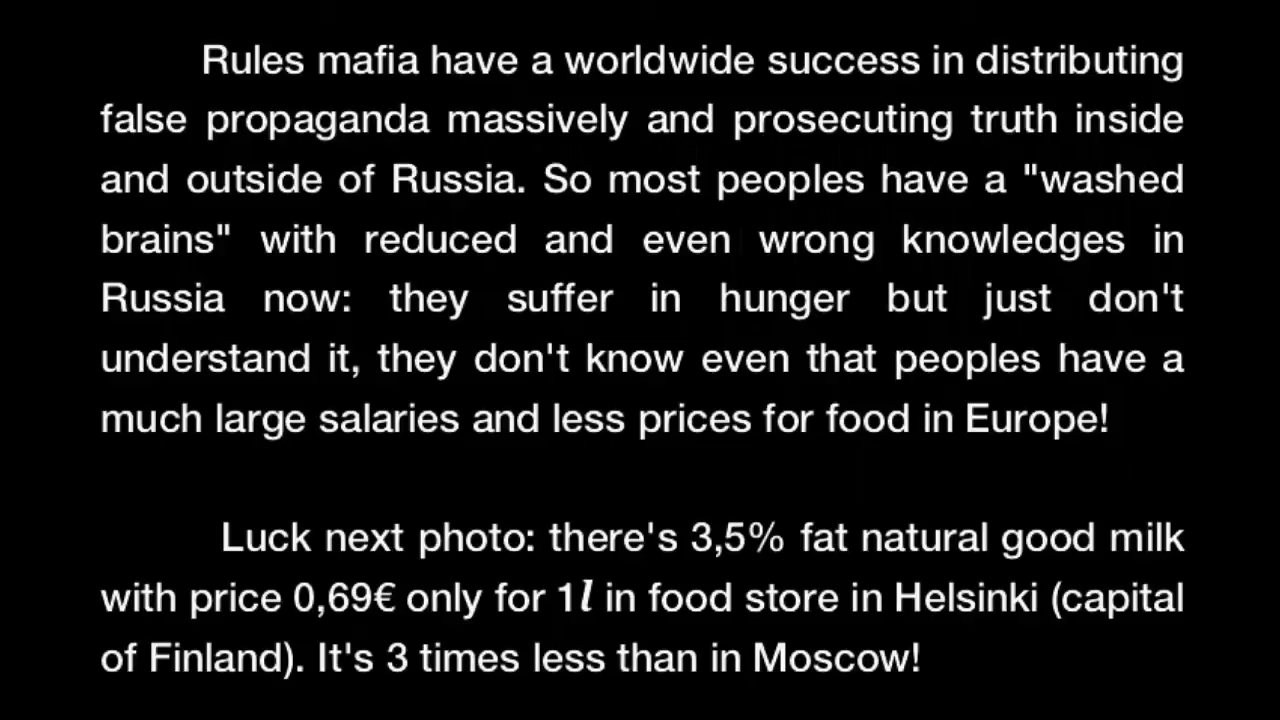 Rules mafia have a worldwide success in distributing
false propaganda massively and prosecuting truth inside
and outside of Russia. So most peoples have a "washed
brains" with reduced and even wrong knowledges in
Russia now: they suffer in hunger but just don't
understand it, they don't know even that peoples have a
much large salaries and less prices for food in Europe!
Luck next photo: there's 3,5% fat natural good milk
with price 0,69€ only for 1l in food store in Helsinki (capital
of Finland). It's 3 times less than in Moscow!